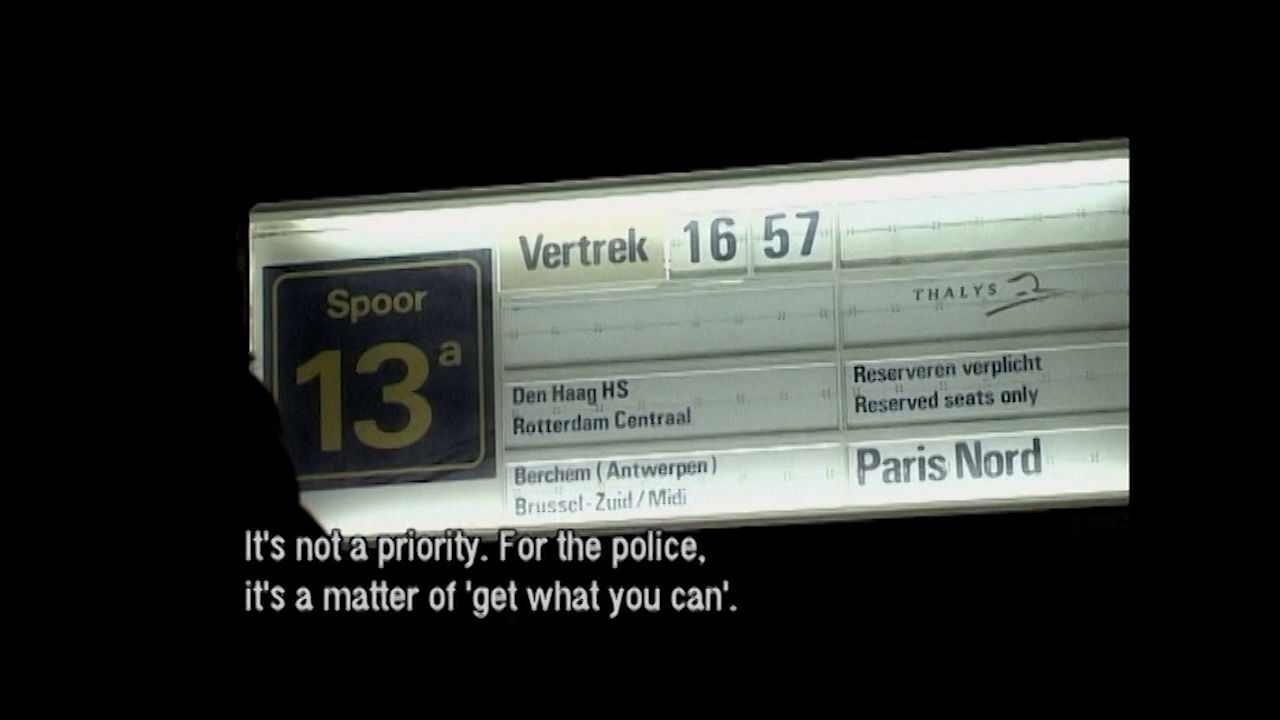 Vertrek 16 57
Spoor
13a
THALYS
Den Haag HS
Rotterdam Centraal
Reserveren verplicht
Reserved seats only
Berchem (Antwerpen)
Brussel-Zuid/Midi
Paris Nord
It's not a priority. For the police,
it's a matter of 'get what you can'.